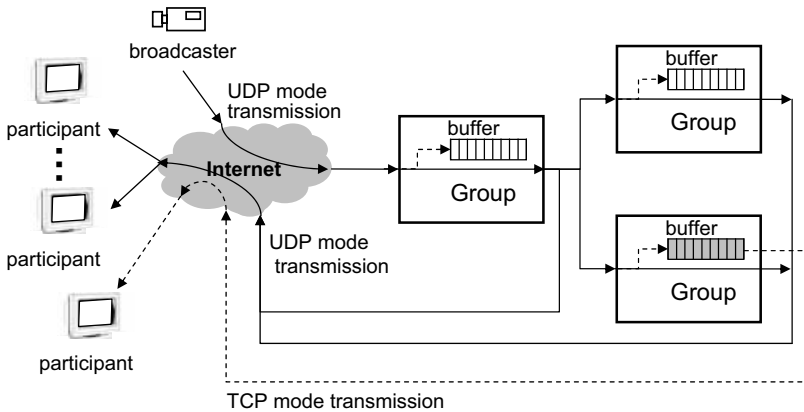 broadcaster
UDP mode
transmission
participant
Internet
participant
participant
buffer
Group
buffer
Group
buffer
Group
UDP mode
transmission
TCP mode transmission